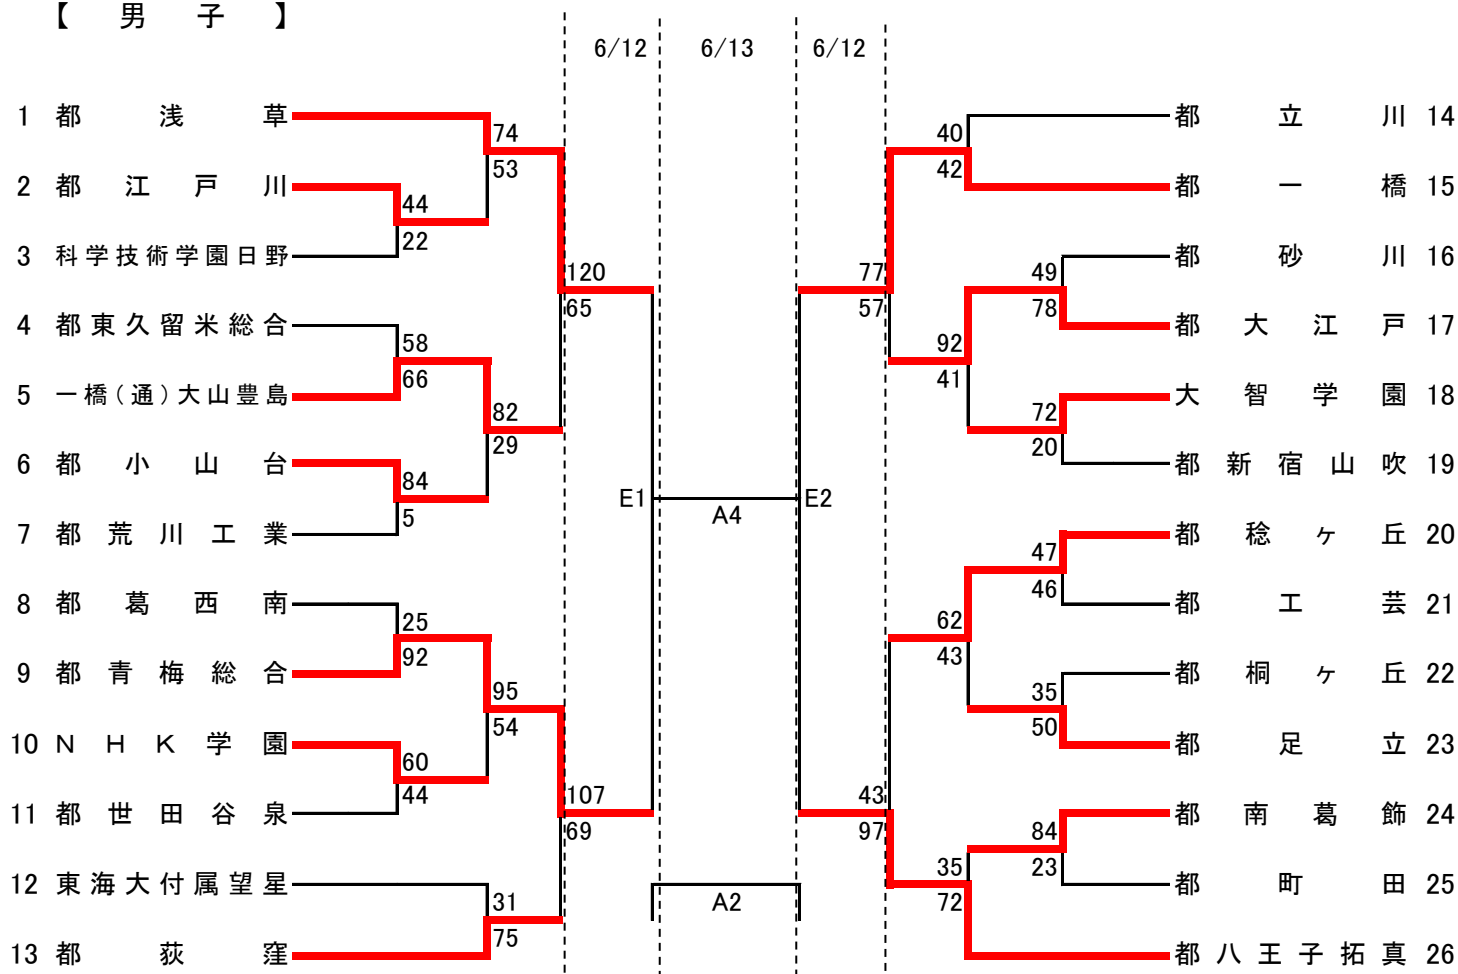 【 男 子 】
6/12 6/13 6/12
1 都 浅 草
74
53
2 都 江 戸 川
44
22
3 科学技術学園日野
120
65
4 都東久留米総合
58
66
5 一橋(通)大山豊島
82
29
6 都 小 山 台
84
5
7 都 荒 川 工 業
8 都 葛 西 南
25
92
9 都 青 梅 総 合
95
54
10 N H K 学 園
60
44
11 都 世 田 谷 泉
107
69
12 東海大付属望星
31
75
13 都 荻 窪
E1
A4
E2
A2
都 立 川 14
40
42
都 一 橋 15
77
57
都 砂 川 16
49
78
都 大 江 戸 17
92
41
大 智 学 園 18
72
20
都 新 宿 山 吹 19
都 稔 ヶ 丘 20
47
46
都 工 芸 21
62
43
都 桐 ヶ 丘 22
35
50
都 足 立 23
43
97
都 南 葛 飾 24
84
23
都 町 田 25
35
72
都 八 王 子 拓 真 26